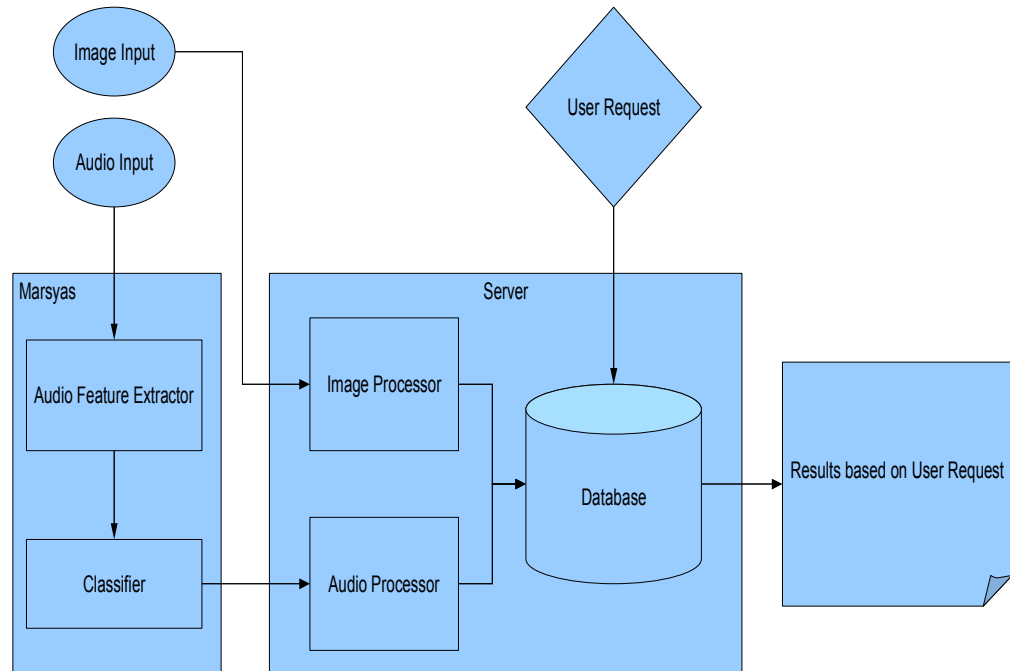 Image Input
User Request
Audio Input
Marsyas
Server
Audio Feature Extractor
Image Processor
Results based on User Request
Database
Classifier
Audio Processor